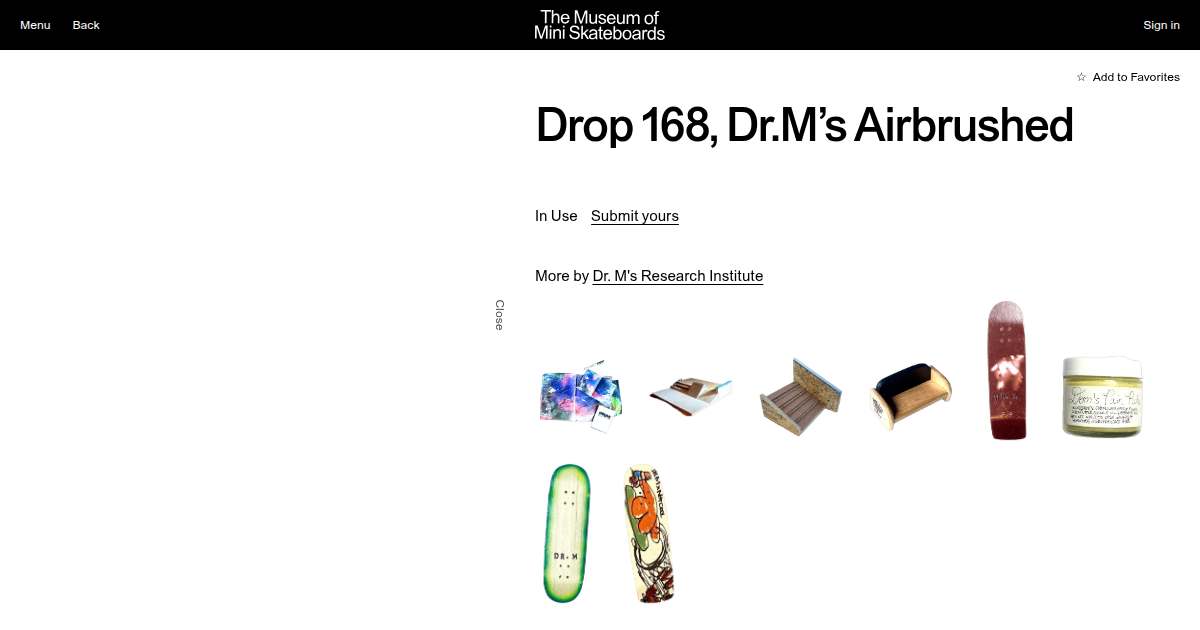 Menu
Back
The Museum of
Mini Skateboards
Sign in
☆ Add to Favorites
Drop 168, Dr.M’s Airbrushed
In Use Submit yours
More by Dr. M's Research Institute
Close
DR. M